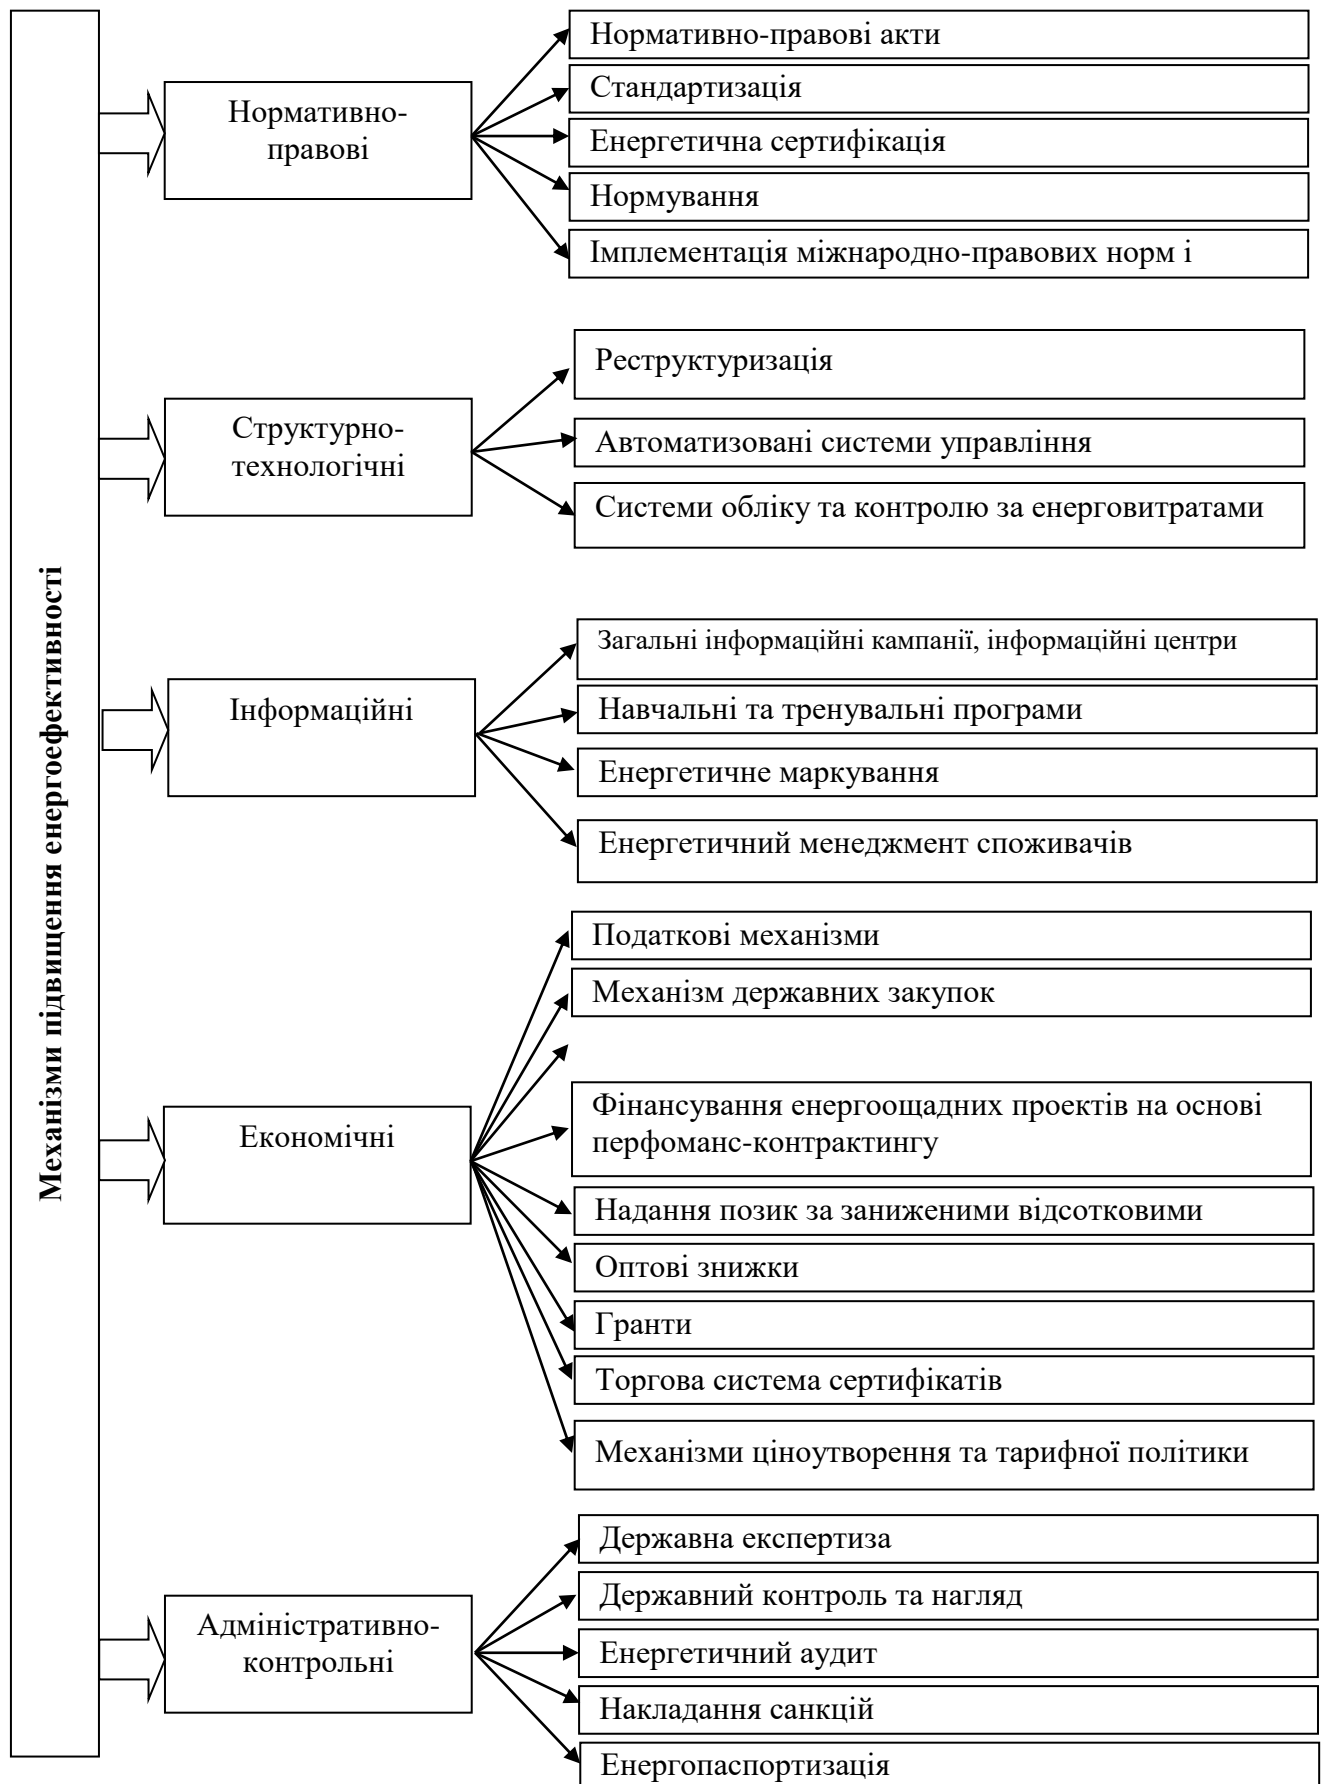 Механізми підвищення енергоефективності
Нормативно-
правові
Нормативно-правові акти
Стандартизація
Енергетична сертифікація
Нормування
Імплементація міжнародно-правових норм і
Структурно-
технологічні
Реструктуризація
Автоматизовані системи управління
Системи обліку та контролю за енерговитратами
Інформаційні
Загальні інформаційні кампанії, інформаційні центри
Навчальні та тренувальні програми
Енергетичне маркування
Енергетичний менеджмент споживачів
Економічні
Податкові механізми
Механізм державних закупок
Фінансування енергоощадних проектів на основі
перфоманс-контрактингу
Надання позик за заниженими відсотковими
Оптові знижки
Гранти
Торгова система сертифікатів
Механізми ціноутворення та тарифної політики
Адміністративно-
контрольні
Державна експертиза
Державний контроль та нагляд
Енергетичний аудит
Накладання санкцій
Енергопаспортизація